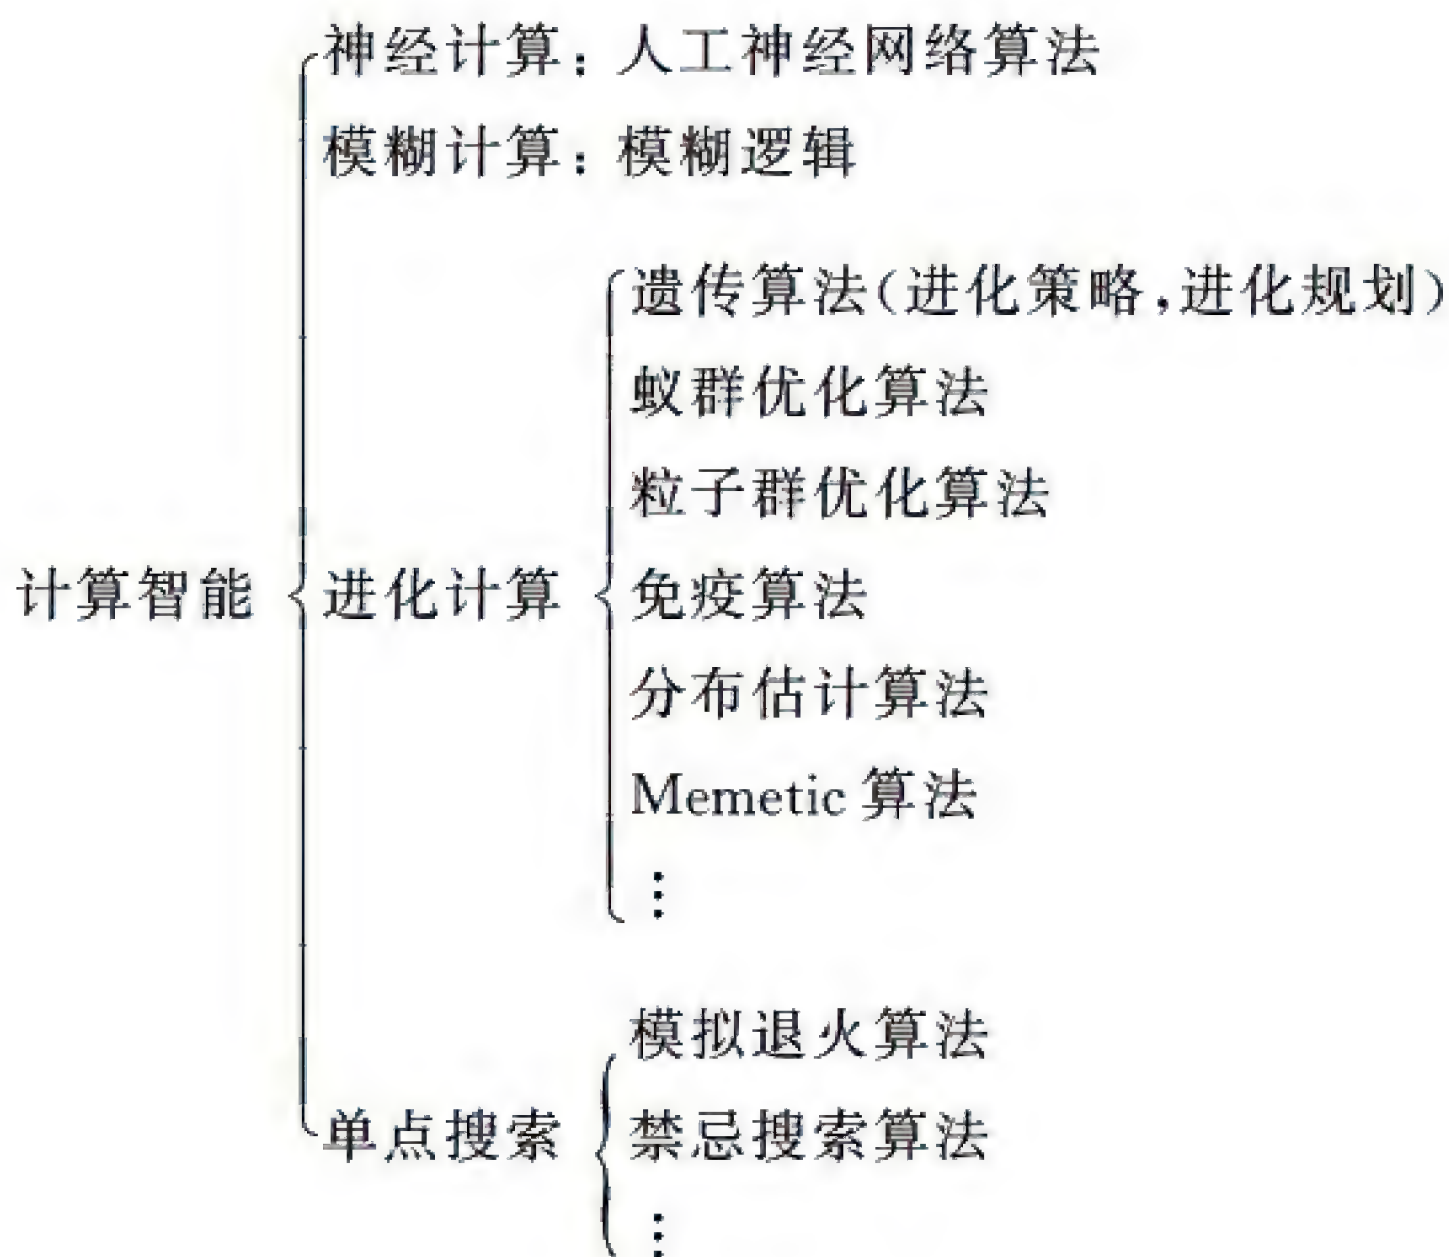 神经计算：人工神经网络算法
模糊计算：模糊逻辑
遗传算法(进化策略,进化规划)
蚁群优化算法
粒子群优化算法
计算智能 进化计算 免疫算法
分布估计算法
Memetic 算法
⋮
模拟退火算法
单点搜索 禁忌搜索算法
⋮